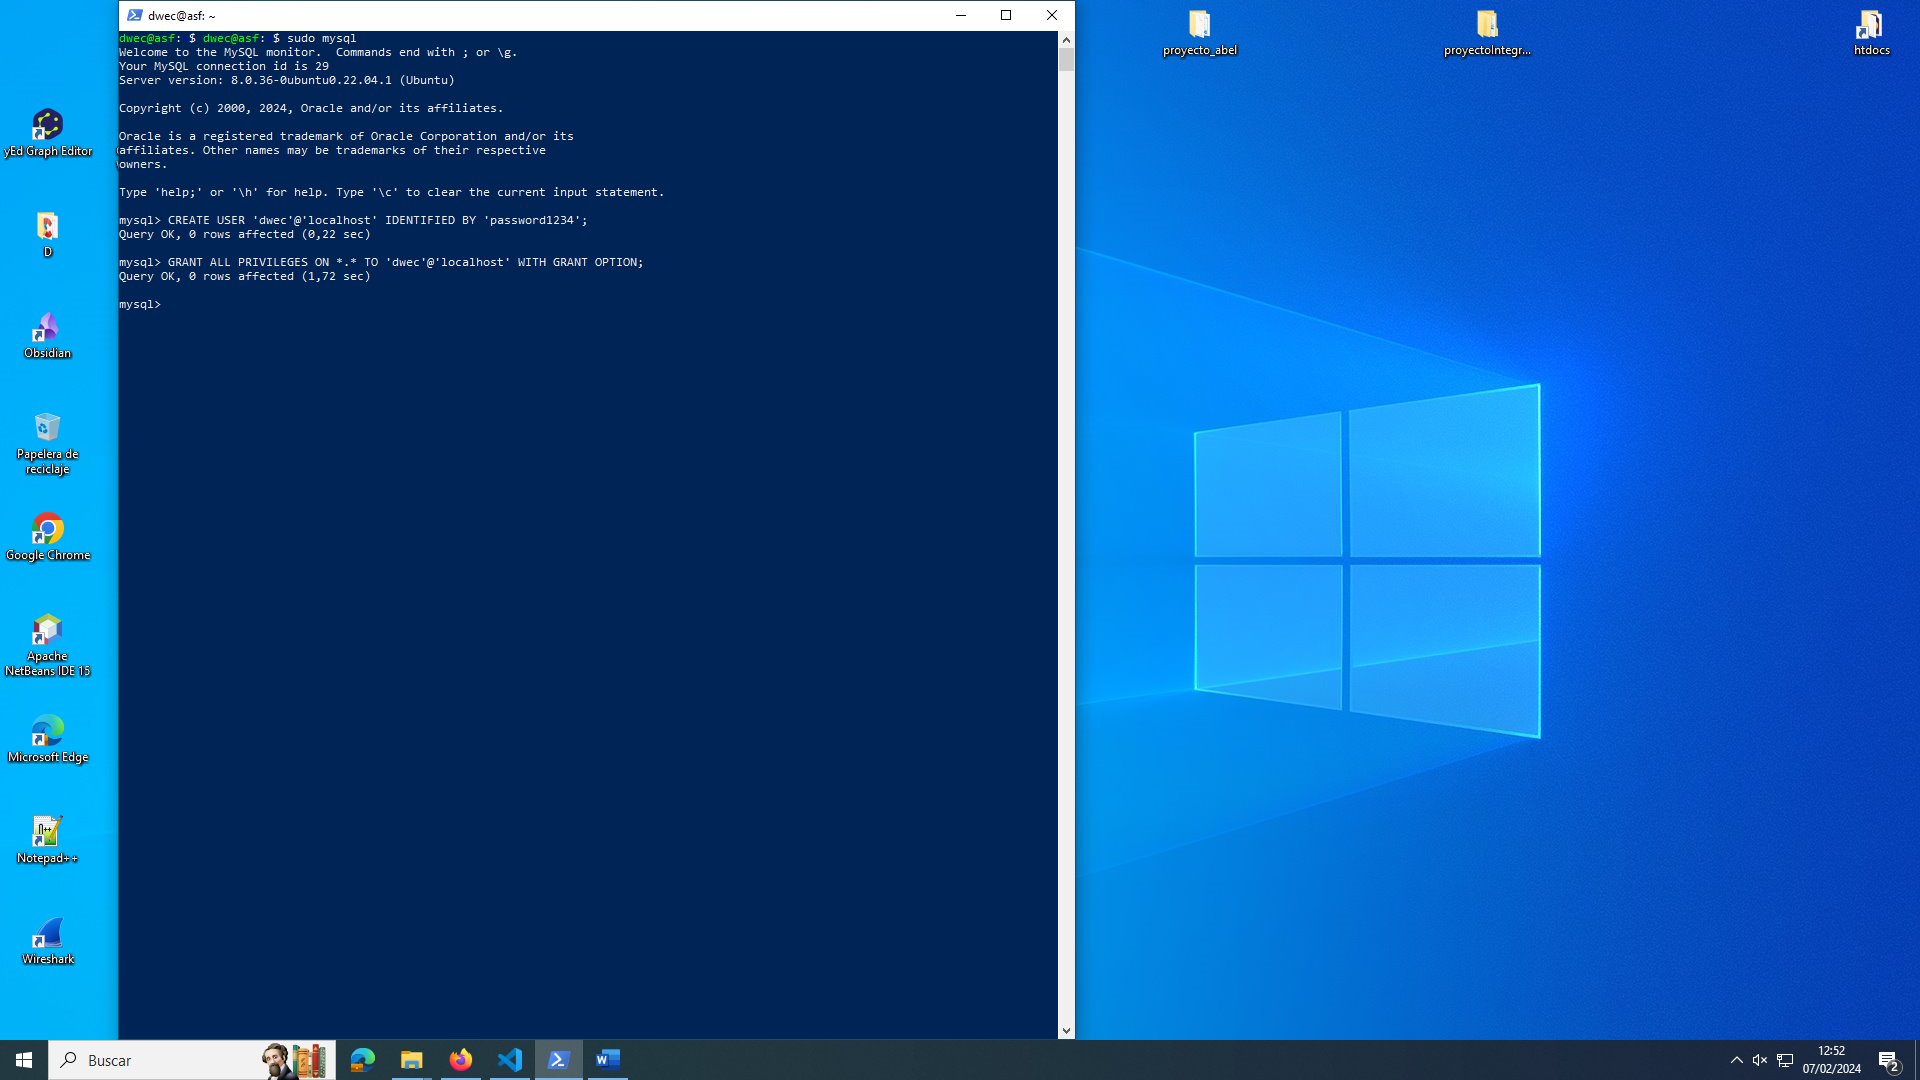 dwec@asf: ~
dwec@asf: $ dwec@asf: $ sudo mysql
Welcome to the MySQL monitor.  Commands end with ; or \g.
Your MySQL connection id is 29
Server version: 8.0.36-0ubuntu0.22.04.1 (Ubuntu)
Copyright (c) 2000, 2024, Oracle and/or its affiliates.
Oracle is a registered trademark of Oracle Corporation and/or its
affiliates. Other names may be trademarks of their respective
owners.
Type 'help;' or '\h' for help. Type '\c' to clear the current input statement.
mysql> CREATE USER 'dwec'@'localhost' IDENTIFIED BY 'password1234';
Query OK, 0 rows affected (0,22 sec)
mysql> GRANT ALL PRIVILEGES ON *.* TO 'dwec'@'localhost' WITH GRANT OPTION;
Query OK, 0 rows affected (1,72 sec)
mysql>
yEd Graph Editor
D
Obsidian
Papelera de
reciclaje
Google Chrome
Apache
NetBeans IDE 15
Microsoft Edge
Notepad++
Wireshark
proyecto_abel
proyectoIntegr...
htdocs
Buscar
12:52
07/02/2024
2